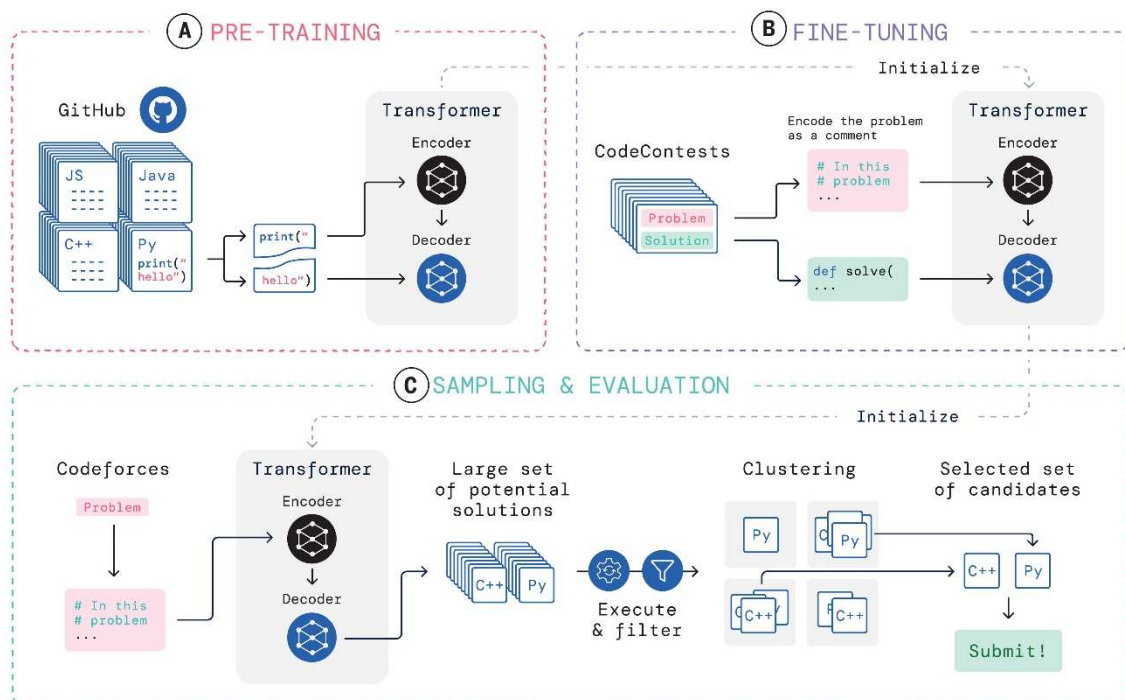 A PRE-TRAINING
GitHub
JS
Java
C++
Py
print("
hello")
print("
hello")
Transformer
Encoder
Decoder
B FINE-TUNING
Initialize
CodeContests
Problem
Solution
Encode the problem
as a comment
# In this
# problem
...
def solve(
...
Transformer
Encoder
Decoder
C SAMPLING & EVALUATION
Initialize
Codeforces
Problem
# In this
# problem
...
Transformer
Encoder
Decoder
Large set
of potential
solutions
C++
Py
Execute
& filter
Clustering
Py
Py
C++
C++
Selected set
of candidates
C++
Py
Submit!